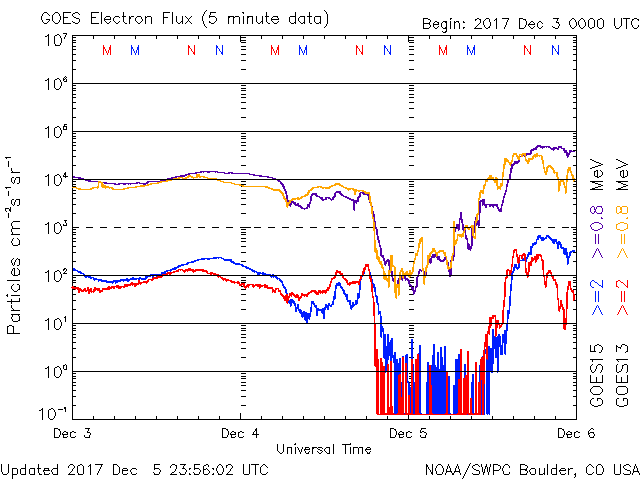 GOES Electron Flux (5 minute data)
Begin: 2017 Dec 3 0000 UTC
M M N N M M N N M M N N
10⁷
10⁶
10⁵
10⁴
10³
10²
10¹
10⁰
10⁻¹
Particles cm⁻²s⁻¹sr⁻¹
GOES15 >=2 >=0.8 MeV
GOES13 >=2 >=0.8 MeV
Dec 3 Dec 4 Dec 5 Dec 6
Universal Time
Updated 2017 Dec 5 23:56:02 UTC
NOAA/SWPC Boulder, CO USA